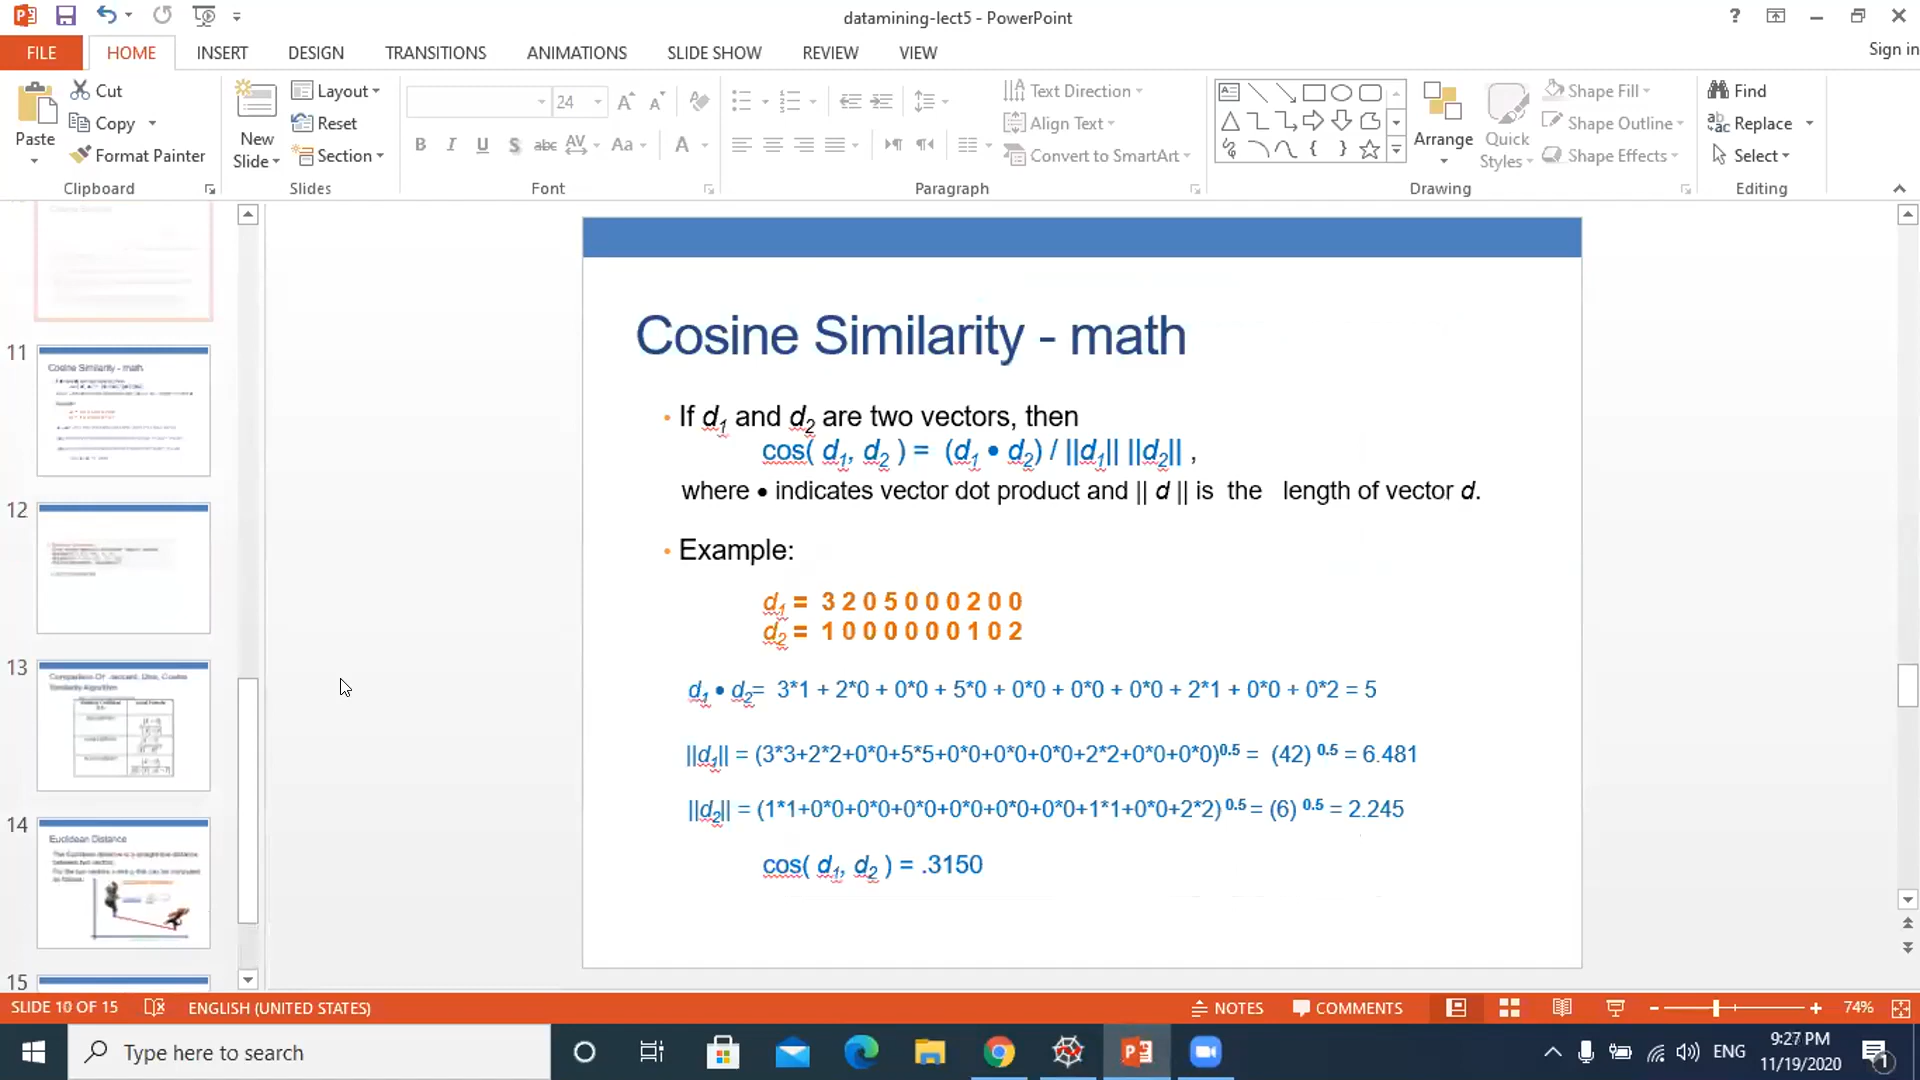 datamining-lect5 - PowerPoint
?
FILE
HOME
INSERT
DESIGN
TRANSITIONS
ANIMATIONS
SLIDE SHOW
REVIEW
VIEW
Sign in
Paste
Cut
Copy
Format Painter
Clipboard
New Slide
Layout
Reset
Section
Slides
24
B I U S abc AV Aa A
Font
Text Direction
Align Text
Convert to SmartArt
Paragraph
Arrange
Quick Styles
Shape Fill
Shape Outline
Shape Effects
Drawing
Find
Replace
Select
Editing
11
Cosine Similarity - math
12
13
Similarity Algorithm
14
Euclidean Distance
15
Cosine Similarity - math
• If d1 and d2 are two vectors, then
cos( d1, d2 ) = (d1 • d2) / ||d1|| ||d2|| ,
where • indicates vector dot product and || d || is the length of vector d.
• Example:
d1 = 3 2 0 5 0 0 0 2 0 0
d2 = 1 0 0 0 0 0 0 1 0 2
d1 • d2= 3*1 + 2*0 + 0*0 + 5*0 + 0*0 + 0*0 + 0*0 + 2*1 + 0*0 + 0*2 = 5
||d1|| = (3*3+2*2+0*0+5*5+0*0+0*0+0*0+2*2+0*0+0*0)0.5 = (42) 0.5 = 6.481
||d2|| = (1*1+0*0+0*0+0*0+0*0+0*0+0*0+1*1+0*0+2*2) 0.5 = (6) 0.5 = 2.245
cos( d1, d2 ) = .3150
SLIDE 10 OF 15
ENGLISH (UNITED STATES)
NOTES
COMMENTS
74%
Type here to search
ENG
9:27 PM
11/19/2020
1